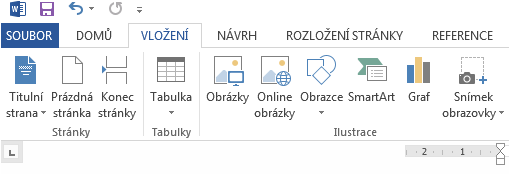 SOUBOR DOMŮ VLOŽENÍ NÁVRH ROZLOŽENÍ STRÁNKY REFERENCE
Titulní strana Prázdná stránka Konec stránky
Stránky
Tabulka
Tabulky
Obrázky Online obrázky Obrazce SmartArt Graf Snímek obrazovky
Ilustrace
2 1